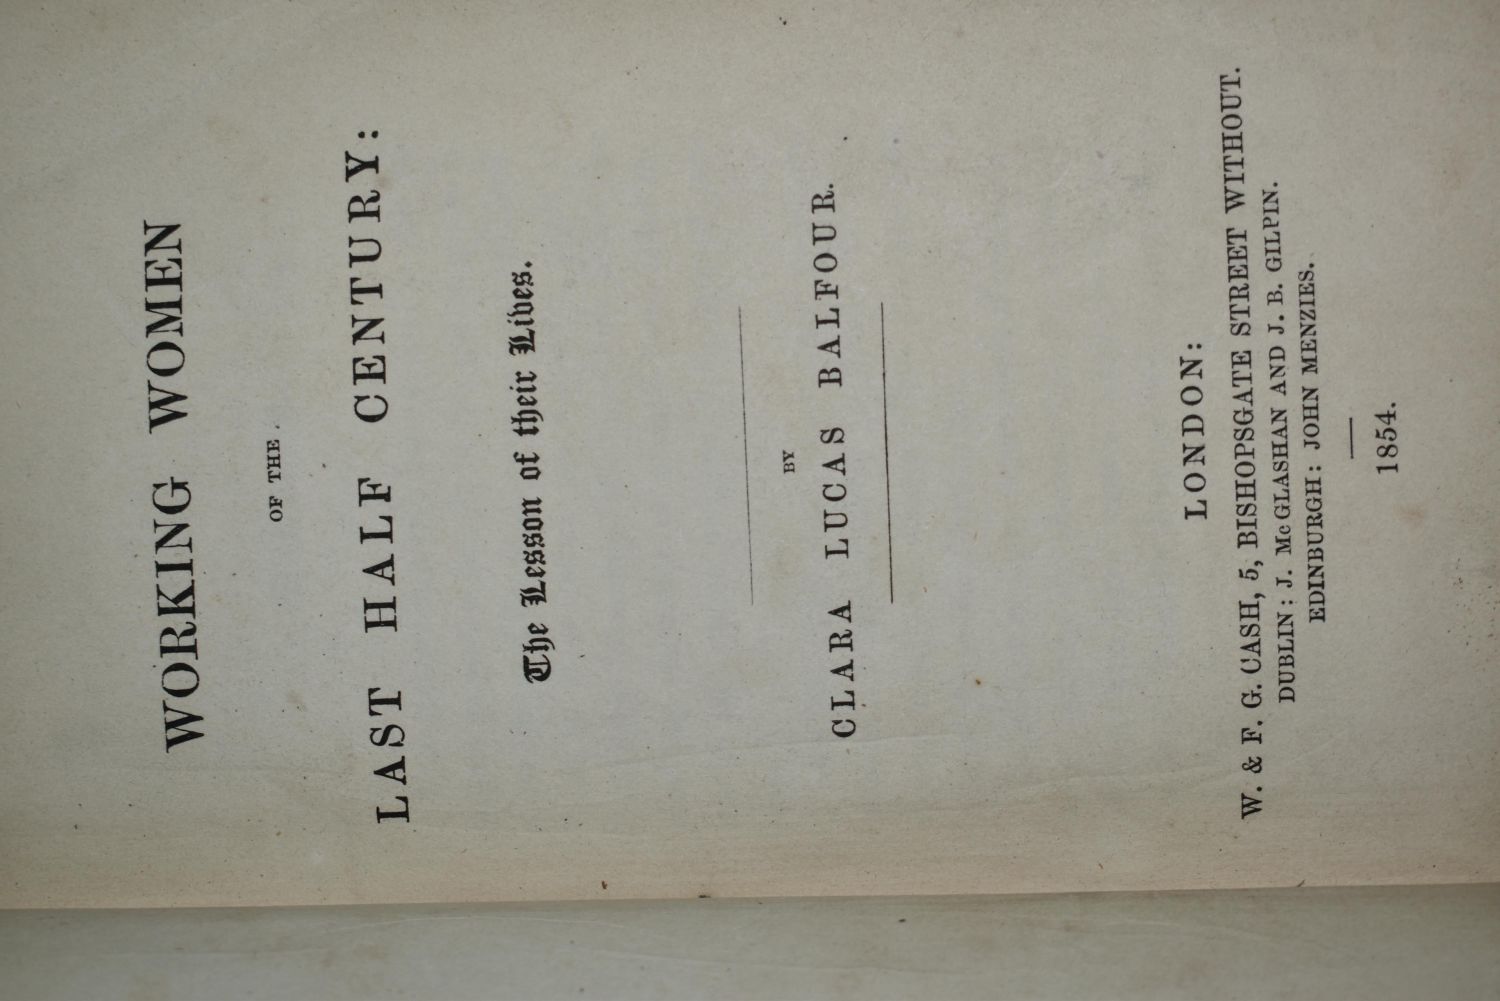 WORKING WOMEN
OF THE
LAST HALF CENTURY:
The Lesson of their Lives.
BY
CLARA LUCAS BALFOUR.
LONDON:
W. & F. G. CASH, 5, BISHOPSGATE STREET WITHOUT.
DUBLIN: J. McGLASHAN AND J. B. GILPIN.
EDINBURGH: JOHN MENZIES.
1854.